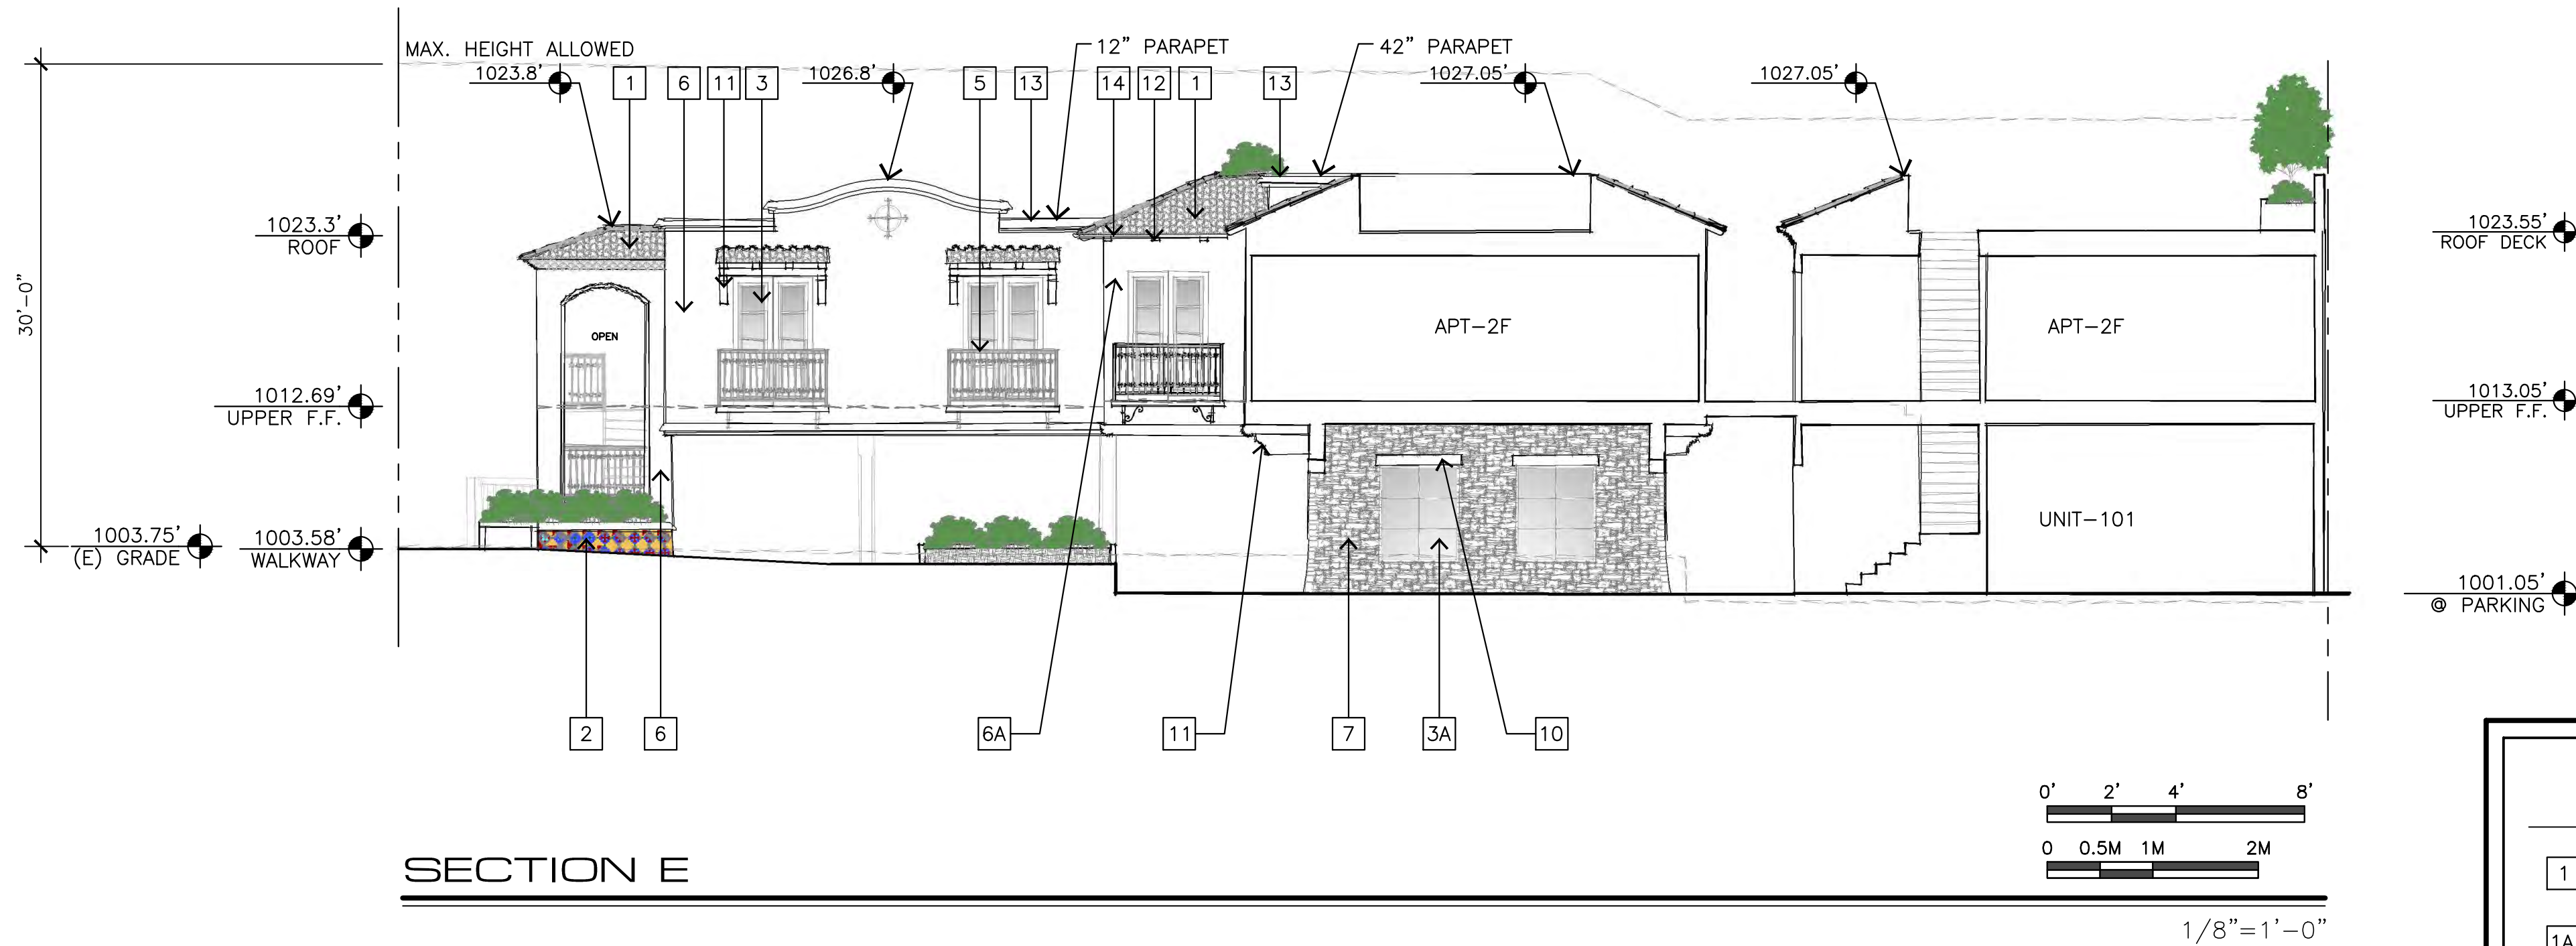 MAX. HEIGHT ALLOWED
12" PARAPET
42" PARAPET
1023.8'
1
6
11
3
1026.8'
5
13
14
12
1
13
1027.05'
1027.05'
30'-0"
1023.3'
ROOF
1023.55'
ROOF DECK
OPEN
APT-2F
APT-2F
1012.69'
UPPER F.F.
1013.05'
UPPER F.F.
UNIT-101
1003.75'
(E) GRADE
1003.58'
WALKWAY
1001.05'
@ PARKING
2
6
6A
11
7
3A
10
0' 2' 4' 8'
0 0.5M 1M 2M
SECTION E
1/8"=1'-0"
1
1A